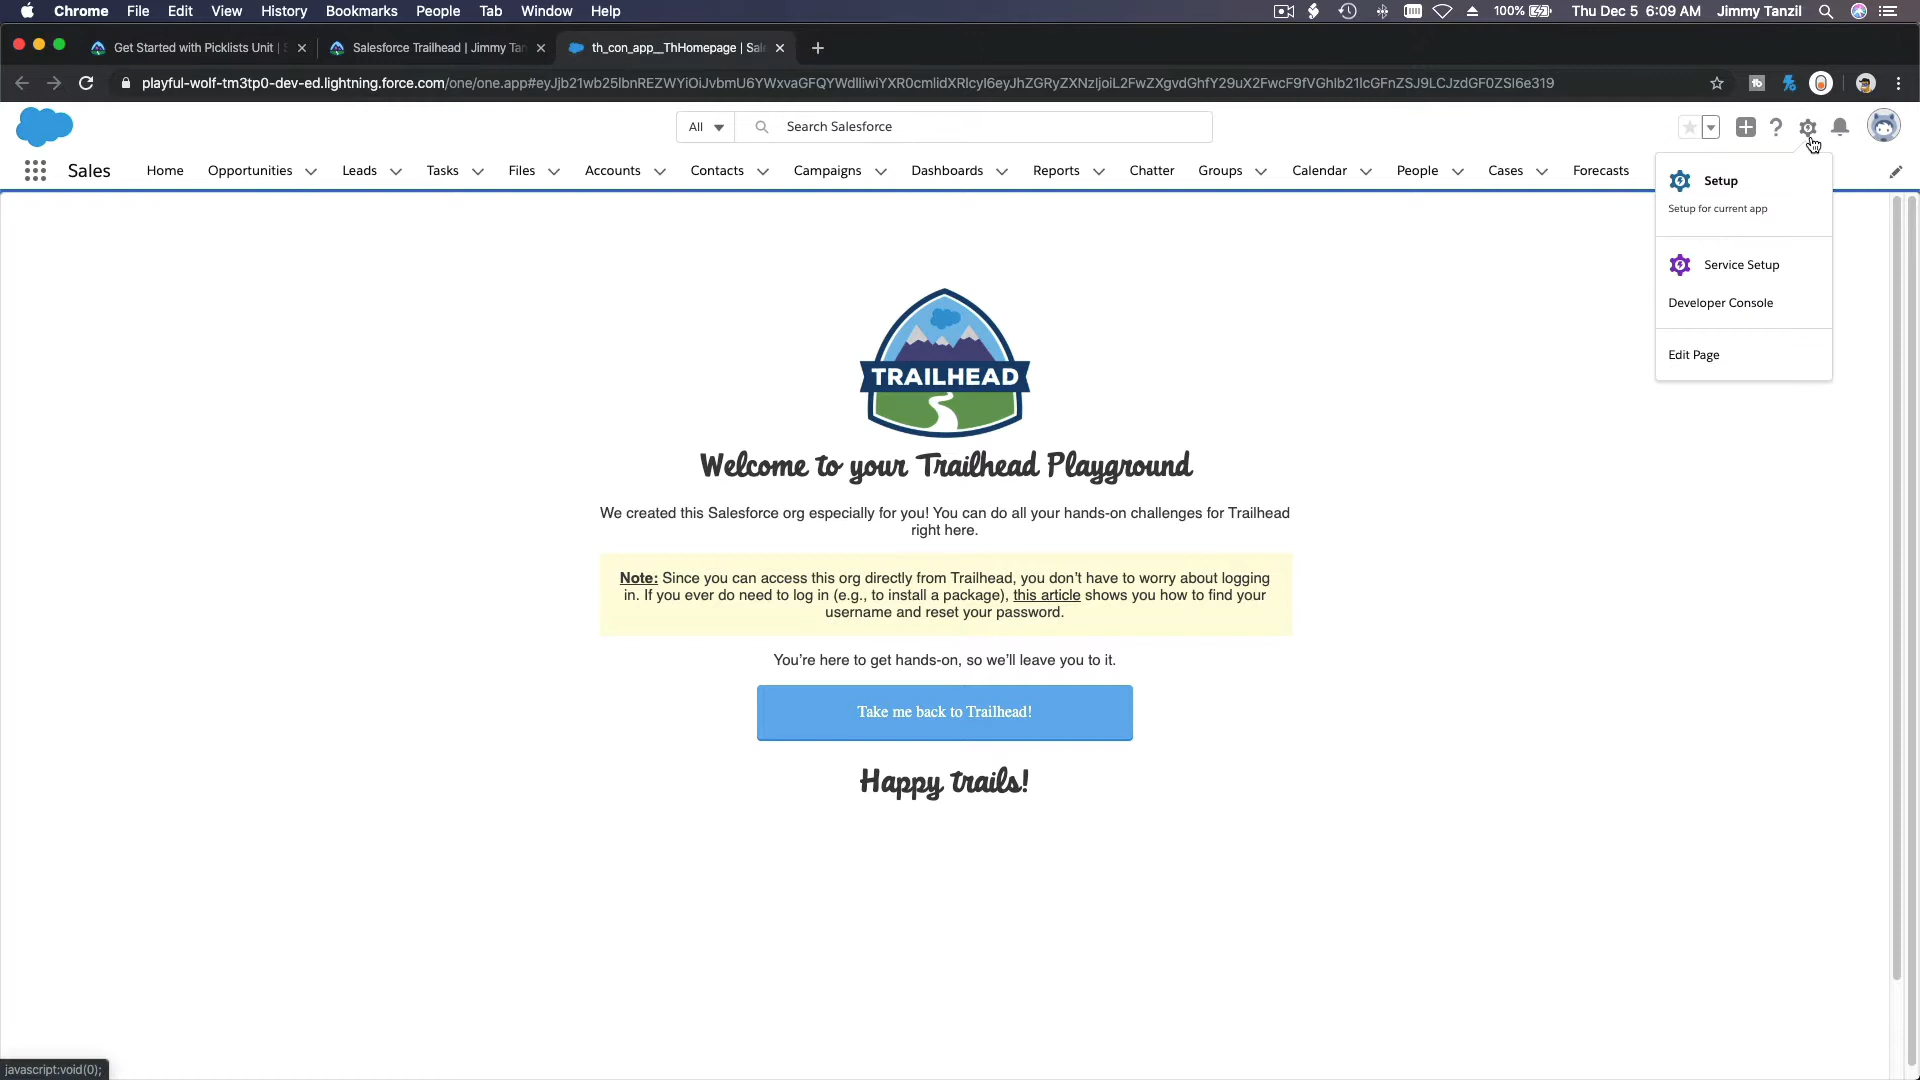 Chrome File Edit View History Bookmarks People Tab Window Help 100% Thu Dec 5 6:09 AM Jimmy Tanzil
Get Started with Picklists Unit | S Salesforce Trailhead | Jimmy Tan th_con_app__ThHomepage | Sale
playful-wolf-tm3tp0-dev-ed.lightning.force.com
All Search Salesforce
Sales Home Opportunities Leads Tasks Files Accounts Contacts Campaigns Dashboards Reports Chatter Groups Calendar People Cases Forecasts
Setup
Setup for current app
Service Setup
Developer Console
Edit Page
TRAILHEAD
Welcome to your Trailhead Playground
We created this Salesforce org especially for you! You can do all your hands-on challenges for Trailhead
right here.
Note: Since you can access this org directly from Trailhead, you don't have to worry about logging
in. If you ever do need to log in (e.g., to install a package), this article shows you how to find your
username and reset your password.
You're here to get hands-on, so we'll leave you to it.
Take me back to Trailhead!
Happy trails!
javascript:void(0);